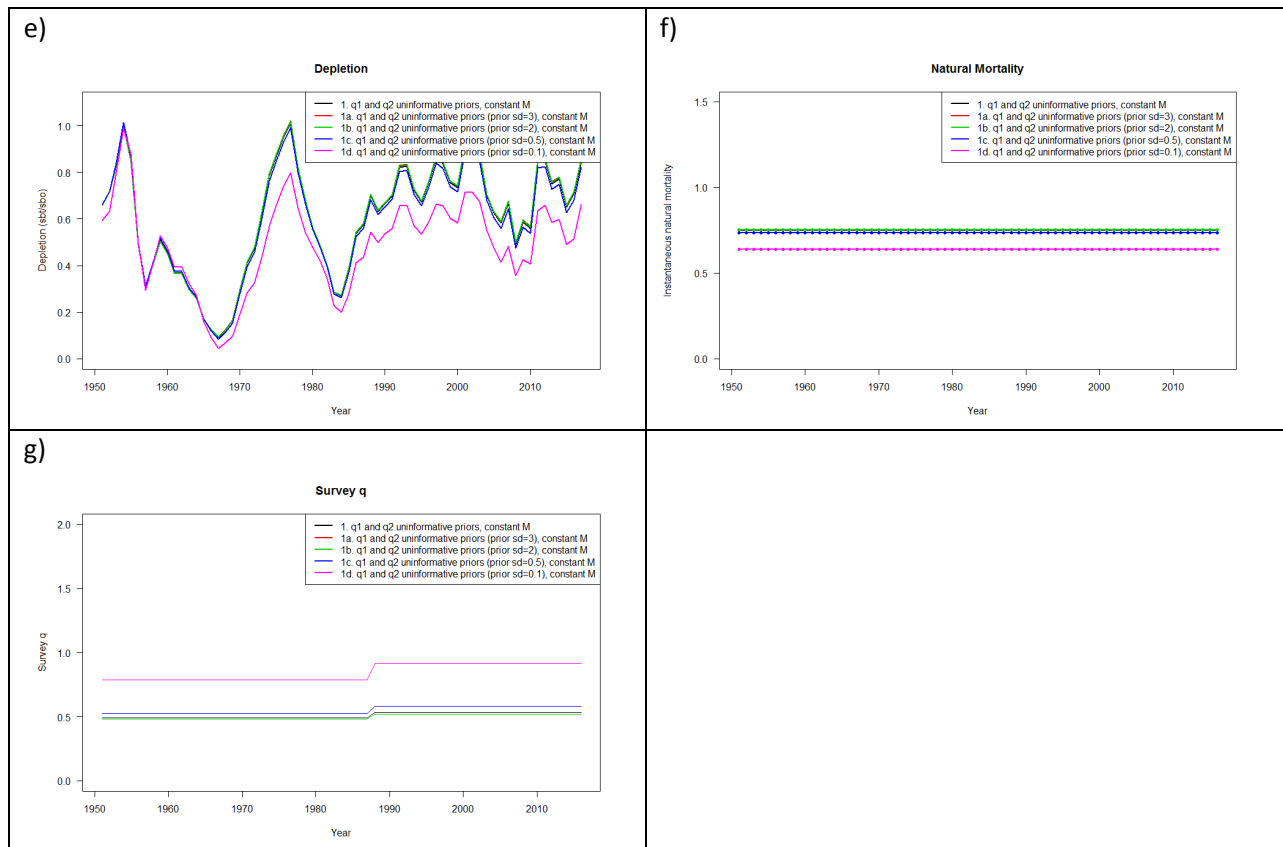 e)
Depletion
1. q1 and q2 uninformative priors, constant M
1a. q1 and q2 uninformative priors (prior sd=3), constant M
1b. q1 and q2 uninformative priors (prior sd=2), constant M
1c. q1 and q2 uninformative priors (prior sd=0.5), constant M
1d. q1 and q2 uninformative priors (prior sd=0.1), constant M
Depletion (sbt/sbo)
1.0
0.8
0.6
0.4
0.2
0.0
1950 1960 1970 1980 1990 2000 2010
Year
f)
Natural Mortality
1. q1 and q2 uninformative priors, constant M
1a. q1 and q2 uninformative priors (prior sd=3), constant M
1b. q1 and q2 uninformative priors (prior sd=2), constant M
1c. q1 and q2 uninformative priors (prior sd=0.5), constant M
1d. q1 and q2 uninformative priors (prior sd=0.1), constant M
Instantaneous natural mortality
1.5
1.0
0.5
0.0
1950 1960 1970 1980 1990 2000 2010
Year
g)
Survey q
1. q1 and q2 uninformative priors, constant M
1a. q1 and q2 uninformative priors (prior sd=3), constant M
1b. q1 and q2 uninformative priors (prior sd=2), constant M
1c. q1 and q2 uninformative priors (prior sd=0.5), constant M
1d. q1 and q2 uninformative priors (prior sd=0.1), constant M
Survey q
2.0
1.5
1.0
0.5
0.0
1950 1960 1970 1980 1990 2000 2010
Year